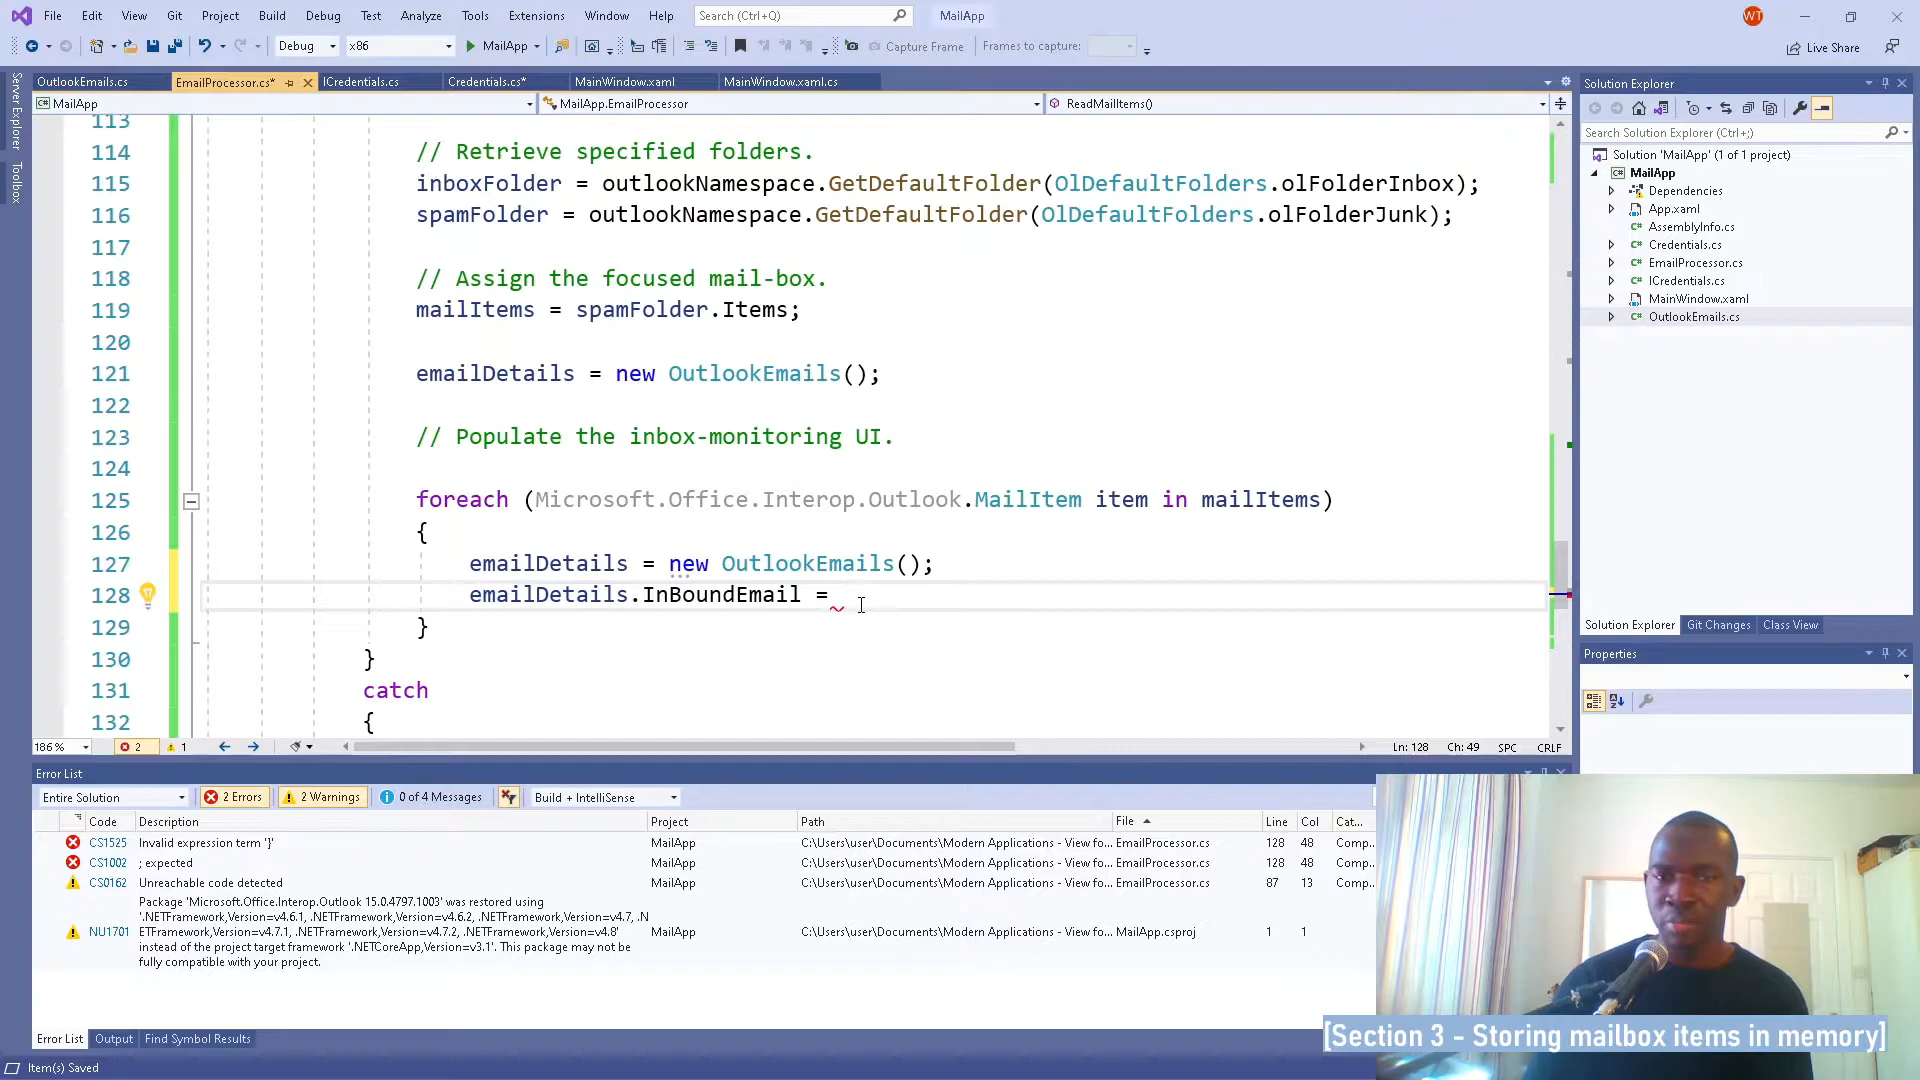 File Edit View Git Project Build Debug Test Analyze Tools Extensions Window Help Search (Ctrl+Q) MailApp WT
Debug x86 MailApp Capture Frame Frames to capture: Live Share
OutlookEmails.cs EmailProcessor.cs* ICredentials.cs Credentials.cs* MainWindow.xaml MainWindow.xaml.cs
MailApp MailApp.EmailProcessor ReadMailItems()
Server Explorer
Toolbox
113
114 // Retrieve specified folders.
115 inboxFolder = outlookNamespace.GetDefaultFolder(OlDefaultFolders.olFolderInbox);
116 spamFolder = outlookNamespace.GetDefaultFolder(OlDefaultFolders.olFolderJunk);
117
118 // Assign the focused mail-box.
119 mailItems = spamFolder.Items;
120
121 emailDetails = new OutlookEmails();
122
123 // Populate the inbox-monitoring UI.
124
125 foreach (Microsoft.Office.Interop.Outlook.MailItem item in mailItems)
126 {
127 emailDetails = new OutlookEmails();
128 emailDetails.InBoundEmail =
129 }
130 }
131 catch
132 {
186 % 2 1 Ln: 128 Ch: 49 SPC CRLF
Solution Explorer
Search Solution Explorer (Ctrl+;)
Solution 'MailApp' (1 of 1 project)
MailApp
Dependencies
App.xaml
AssemblyInfo.cs
Credentials.cs
EmailProcessor.cs
ICredentials.cs
MainWindow.xaml
OutlookEmails.cs
Solution Explorer Git Changes Class View
Properties
Error List
Entire Solution 2 Errors 2 Warnings 0 of 4 Messages Build + IntelliSense
Code Description Project Path File Line Col Cat...
CS1525 Invalid expression term '}' MailApp C:\Users\user\Documents\Modern Applications - View fo... EmailProcessor.cs 128 48 Comp...
CS1002 ; expected MailApp C:\Users\user\Documents\Modern Applications - View fo... EmailProcessor.cs 128 48 Comp...
CS0162 Unreachable code detected MailApp C:\Users\user\Documents\Modern Applications - View fo... EmailProcessor.cs 87 13 Comp...
Package 'Microsoft.Office.Interop.Outlook 15.0.4797.1003' was restored using
'.NETFramework,Version=v4.6.1, .NETFramework,Version=v4.6.2, .NETFramework,Version=v4.7, .N
NU1701 ETFramework,Version=v4.7.1, .NETFramework,Version=v4.7.2, .NETFramework,Version=v4.8' MailApp C:\Users\user\Documents\Modern Applications - View fo... MailApp.csproj 1 1
instead of the project target framework '.NETCoreApp,Version=v3.1'. This package may not be
fully compatible with your project.
Error List Output Find Symbol Results
Item(s) Saved
[Section 3 - Storing mailbox items in memory]